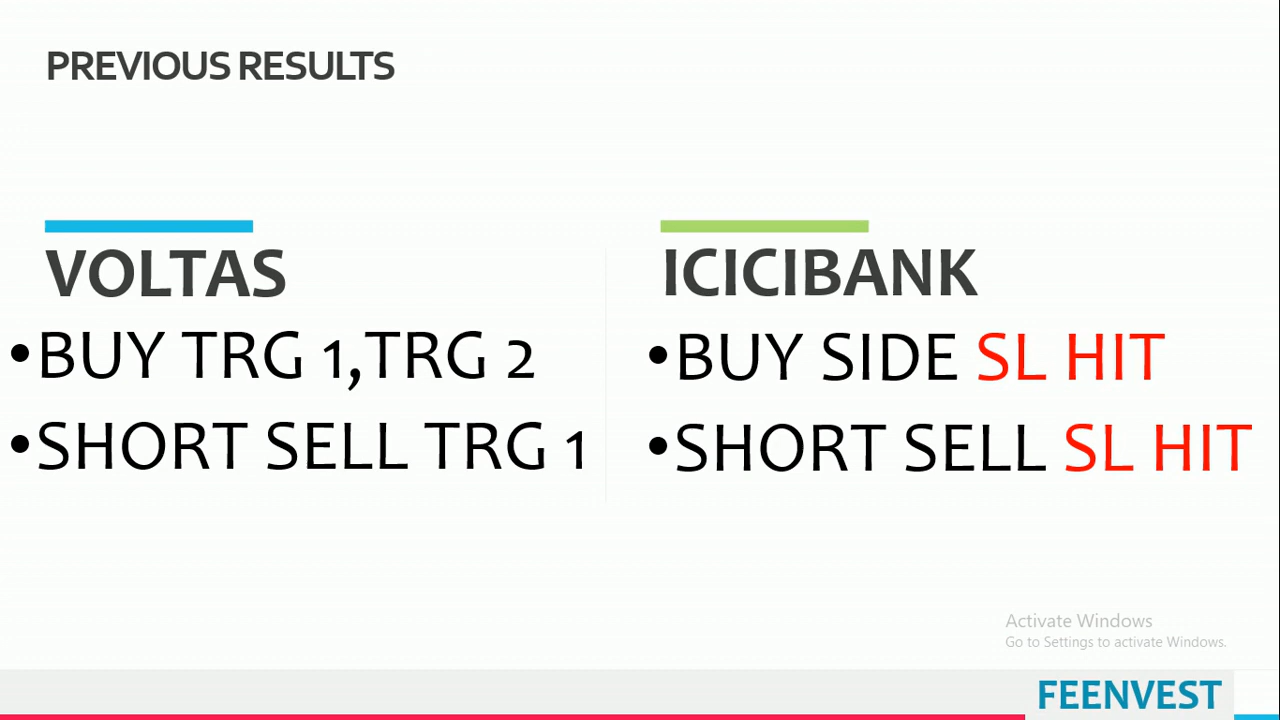 PREVIOUS RESULTS
VOLTAS
•BUY TRG 1,TRG 2
•SHORT SELL TRG 1
ICICIBANK
•BUY SIDE SL HIT
•SHORT SELL SL HIT
Activate Windows
Go to Settings to activate Windows.
FEENVEST